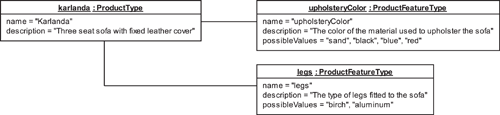 karlanda : ProductType
name = "Karlanda"
description = "Three seat sofa with fixed leather cover"
upholsteryColor : ProductFeatureType
name = "upholsteryColor"
description = "The color of the material used to upholster the sofa"
possibleValues = "sand", "black", "blue", "red"
legs : ProductFeatureType
name = "legs"
description = "The type of legs fitted to the sofa"
possibleValues = "birch", "aluminum"